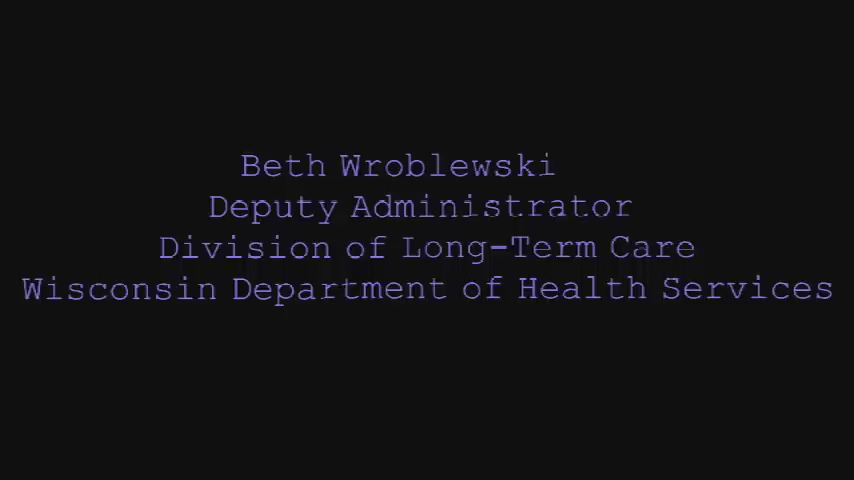 Beth Wroblewski
Deputy Administrator
Division of Long-Term Care
Wisconsin Department of Health Services